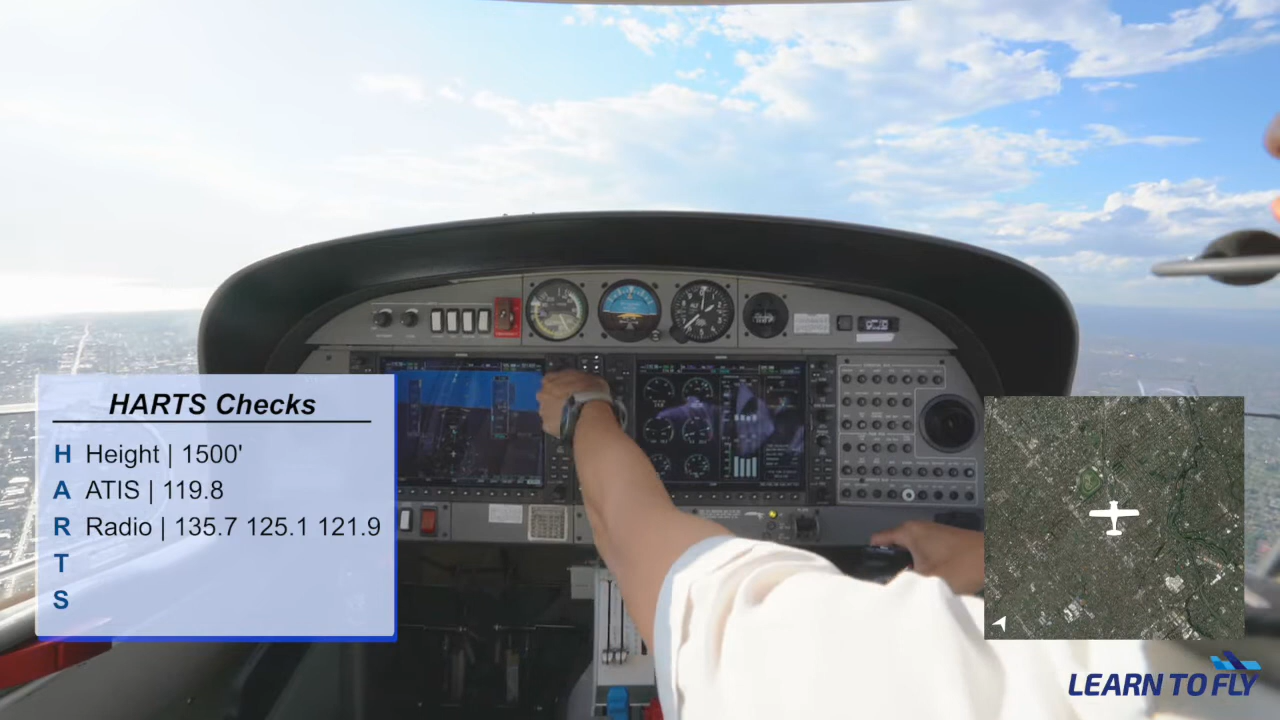 HARTS Checks
H Height | 1500'
A ATIS | 119.8
R Radio | 135.7 125.1 121.9
T
S
LEARN TO FLY